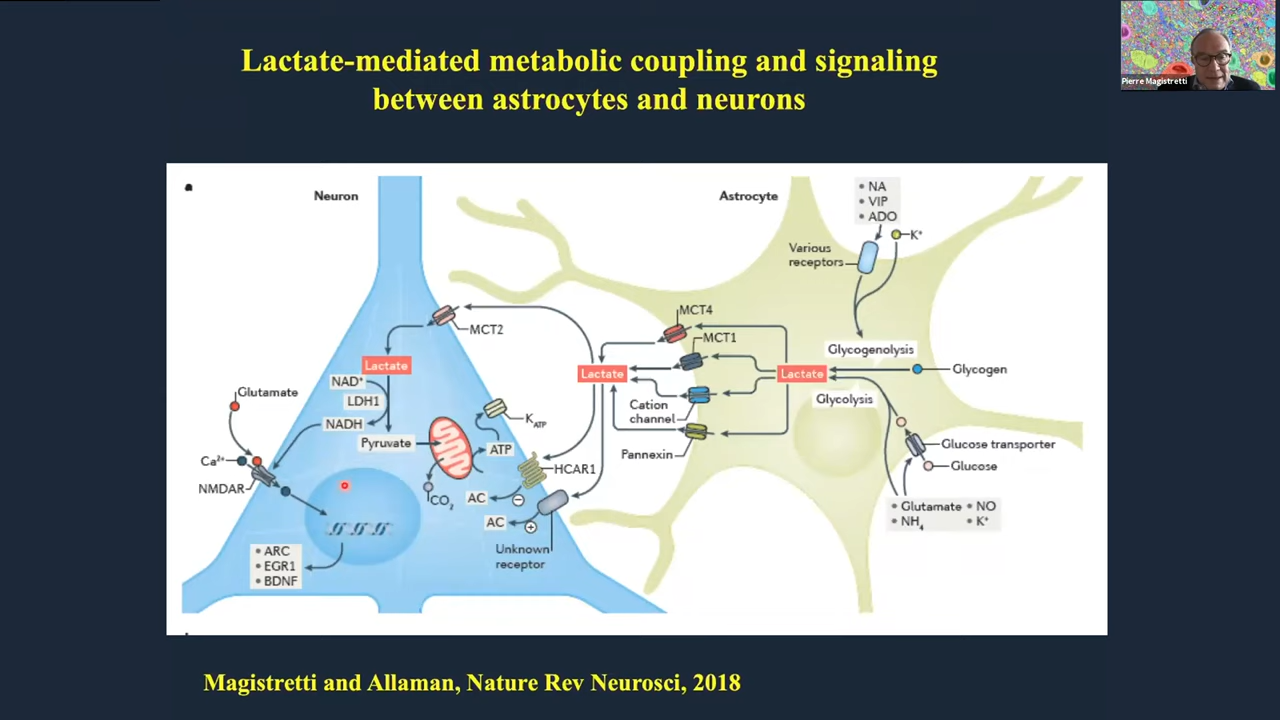 Lactate-mediated metabolic coupling and signaling
between astrocytes and neurons
Pierre Magistretti
a
Neuron
Astrocyte
• NA
• VIP
• ADO
K⁺
Various
receptors
MCT4
MCT1
MCT2
Glycogenolysis
Lactate
Lactate
Lactate
Glycogen
NAD⁺
LDH1
NADH
Glutamate
Glycolysis
Cation
channel
K ATP
Pyruvate
ATP
Pannexin
Glucose transporter
Glucose
Ca²⁺
NMDAR
HCAR1
CO₂
AC
AC
Unknown
receptor
• Glutamate • NO
• NH₄ • K⁺
• ARC
• EGR1
• BDNF
Magistretti and Allaman, Nature Rev Neurosci, 2018